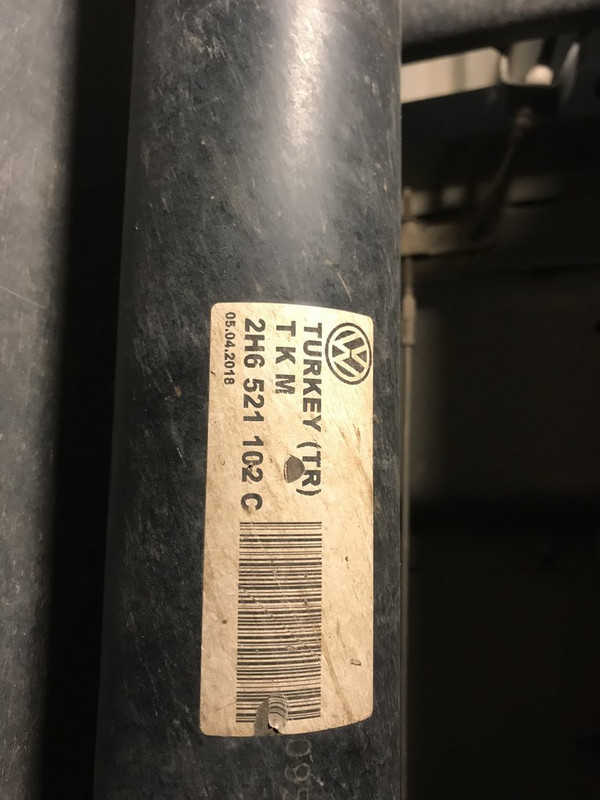 TURKEY (TR)
T K M
2H6 521 102 C
05.04.2018